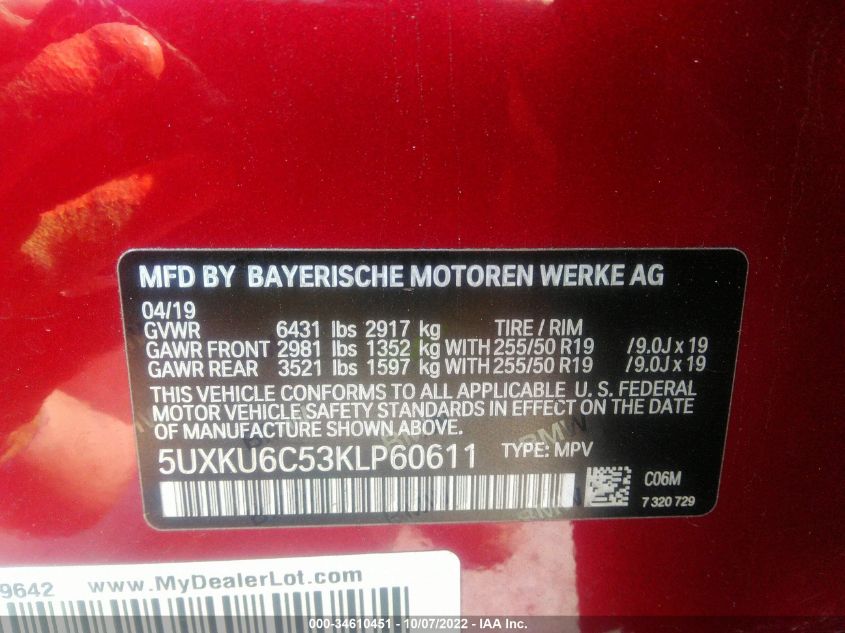 MFD BY BAYERISCHE MOTOREN WERKE AG
04/19
GVWR 6431 lbs 2917 kg TIRE / RIM
GAWR FRONT 2981 lbs 1352 kg WITH 255/50 R19 /9.0J x 19
GAWR REAR 3521 lbs 1597 kg WITH 255/50 R19 /9.0J x 19
THIS VEHICLE CONFORMS TO ALL APPLICABLE U. S. FEDERAL
MOTOR VEHICLE SAFETY STANDARDS IN EFFECT ON THE DATE
OF MANUFACTURE SHOWN ABOVE.
5UXKU6C53KLP60611 TYPE: MPV
C06M
7 320 729
9642 www.MyDealerLot.com
000-34610451 - 10/07/2022 - IAA Inc.